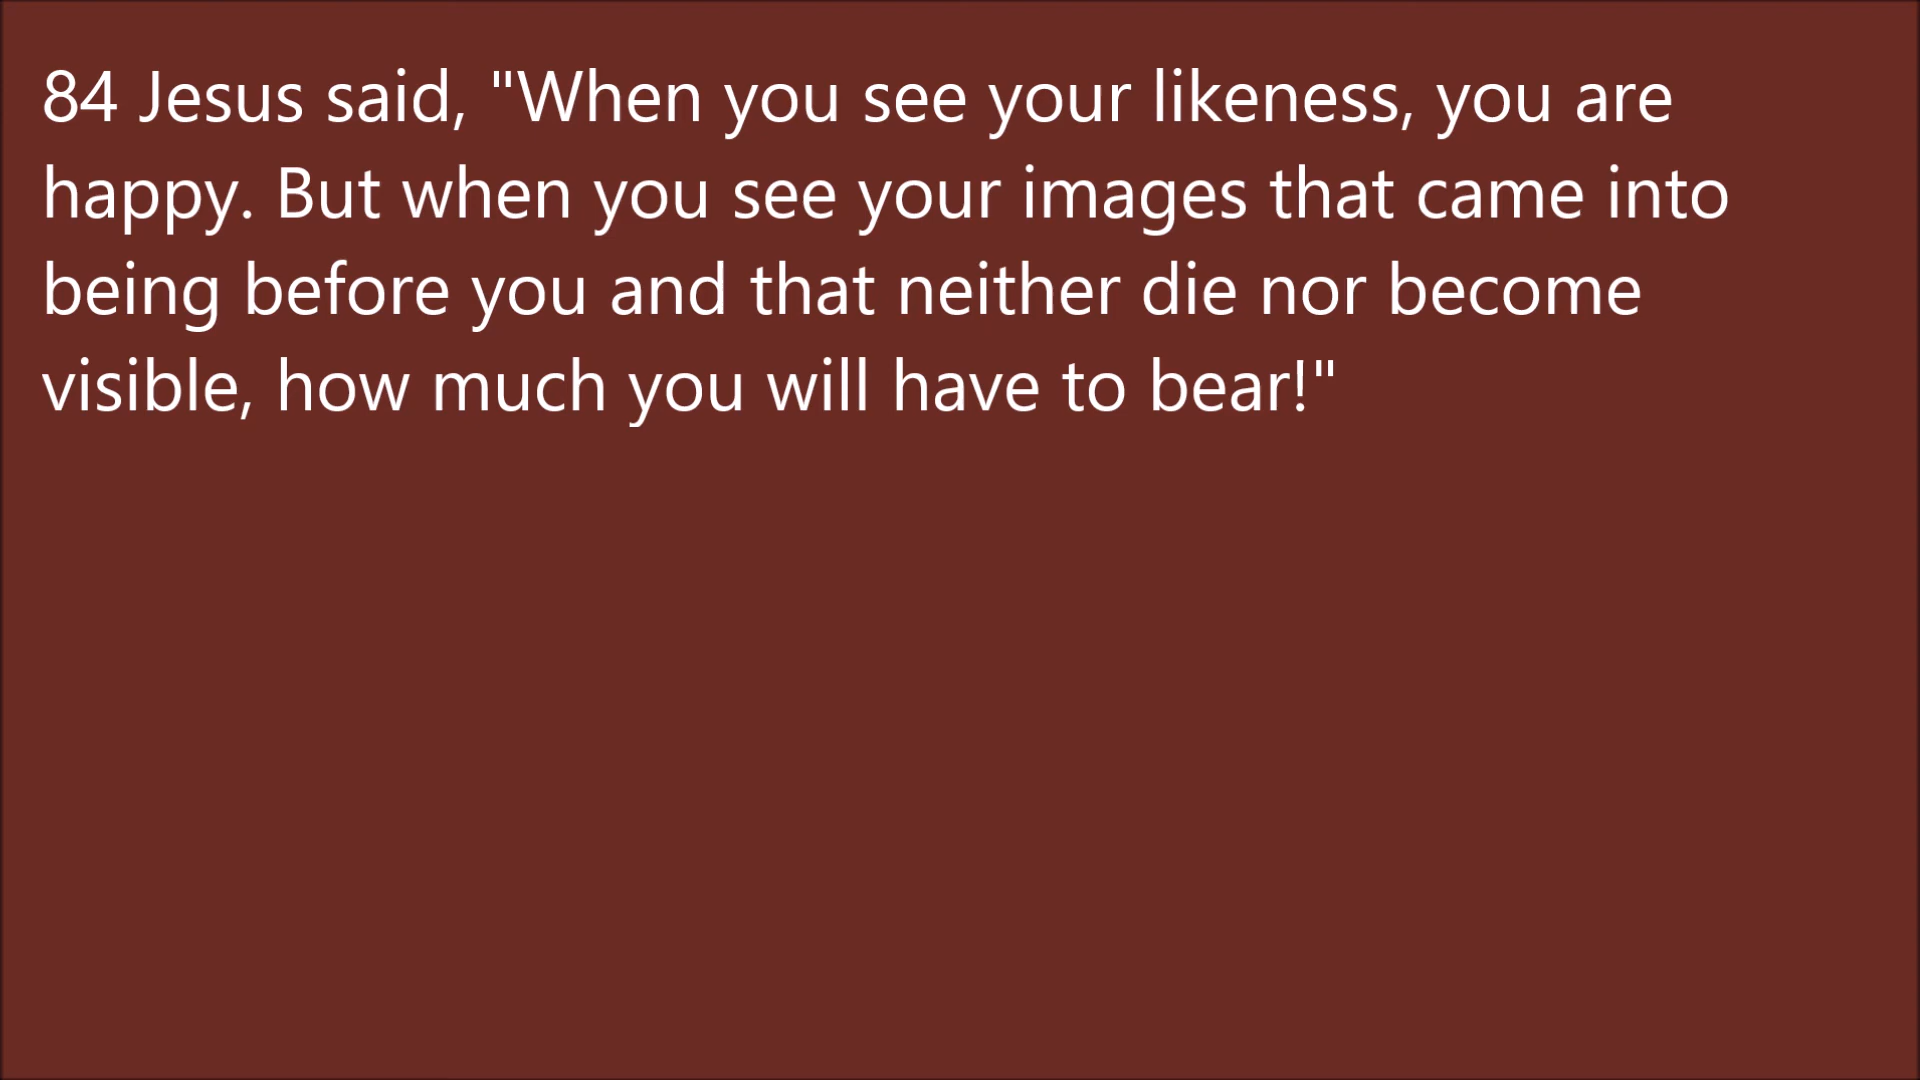 84 Jesus said, "When you see your likeness, you are
happy. But when you see your images that came into
being before you and that neither die nor become
visible, how much you will have to bear!"